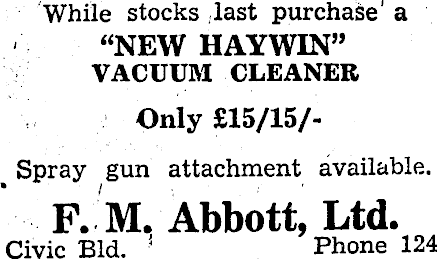 While stocks last purchase a
"NEW HAYWIN"
VACUUM CLEANER
Only £15/15/-
Spray gun attachment available.
F. M. Abbott, Ltd.
Civic Bld. Phone 124